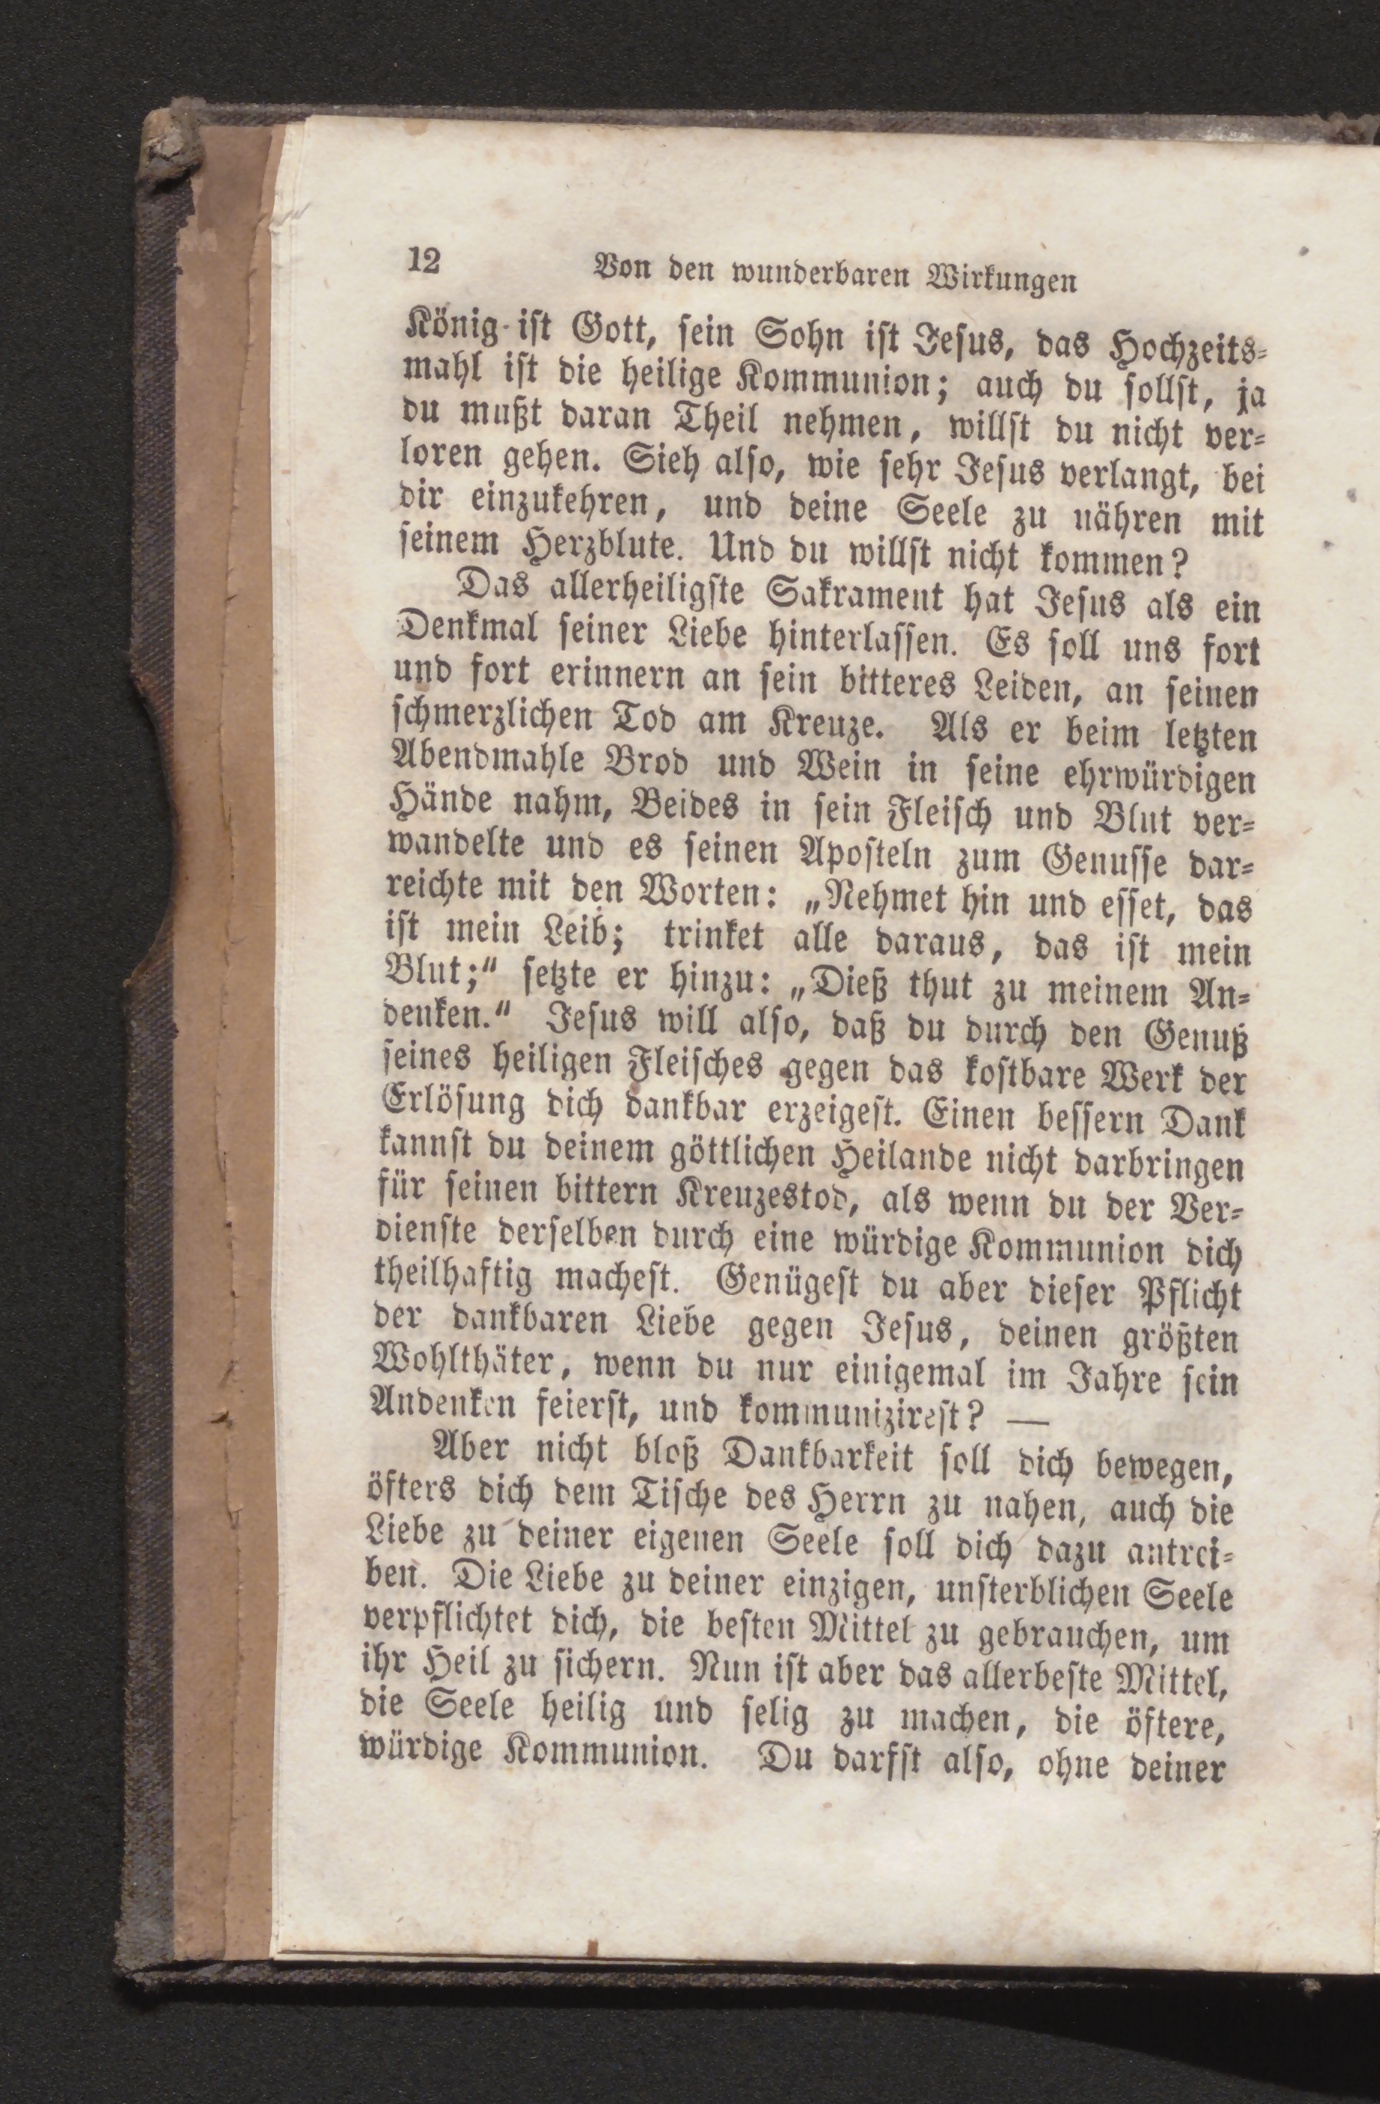 12 Von den wunderbaren Wirkungen
König ist Gott, sein Sohn ist Jesus, das Hochzeits-
mahl ist die heilige Kommunion; auch du sollst, ja
du mußt daran Theil nehmen, willst du nicht ver-
loren gehen. Sieh also, wie sehr Jesus verlangt, bei
dir einzukehren, und deine Seele zu nähren mit
seinem Herzblute. Und du willst nicht kommen?
Das allerheiligste Sakrament hat Jesus als ein
Denkmal seiner Liebe hinterlassen. Es soll uns fort
und fort erinnern an sein bitteres Leiden, an seinen
schmerzlichen Tod am Kreuze. Als er beim letzten
Abendmahle Brod und Wein in seine ehrwürdigen
Hände nahm, Beides in sein Fleisch und Blut ver-
wandelte und es seinen Aposteln zum Genusse dar-
reichte mit den Worten: „Nehmet hin und esset, das
ist mein Leib; trinket alle daraus, das ist mein
Blut;“ setzte er hinzu: „Dieß thut zu meinem An-
denken.“ Jesus will also, daß du durch den Genuß
seines heiligen Fleisches gegen das kostbare Werk der
Erlösung dich dankbar erzeigest. Einen bessern Dank
kannst du deinem göttlichen Heilande nicht darbringen
für seinen bittern Kreuzestod, als wenn du der Ver-
dienste derselben durch eine würdige Kommunion dich
theilhaftig machest. Genügest du aber dieser Pflicht
der dankbaren Liebe gegen Jesus, deinen größten
Wohlthäter, wenn du nur einigemal im Jahre sein
Andenken feierst, und kommunizirest? —
Aber nicht bloß Dankbarkeit soll dich bewegen,
öfters dich dem Tische des Herrn zu nahen, auch die
Liebe zu deiner eigenen Seele soll dich dazu antrei-
ben. Die Liebe zu deiner einzigen, unsterblichen Seele
verpflichtet dich, die besten Mittel zu gebrauchen, um
ihr Heil zu sichern. Nun ist aber das allerbeste Mittel,
die Seele heilig und selig zu machen, die öftere,
würdige Kommunion. Du darfst also, ohne deiner